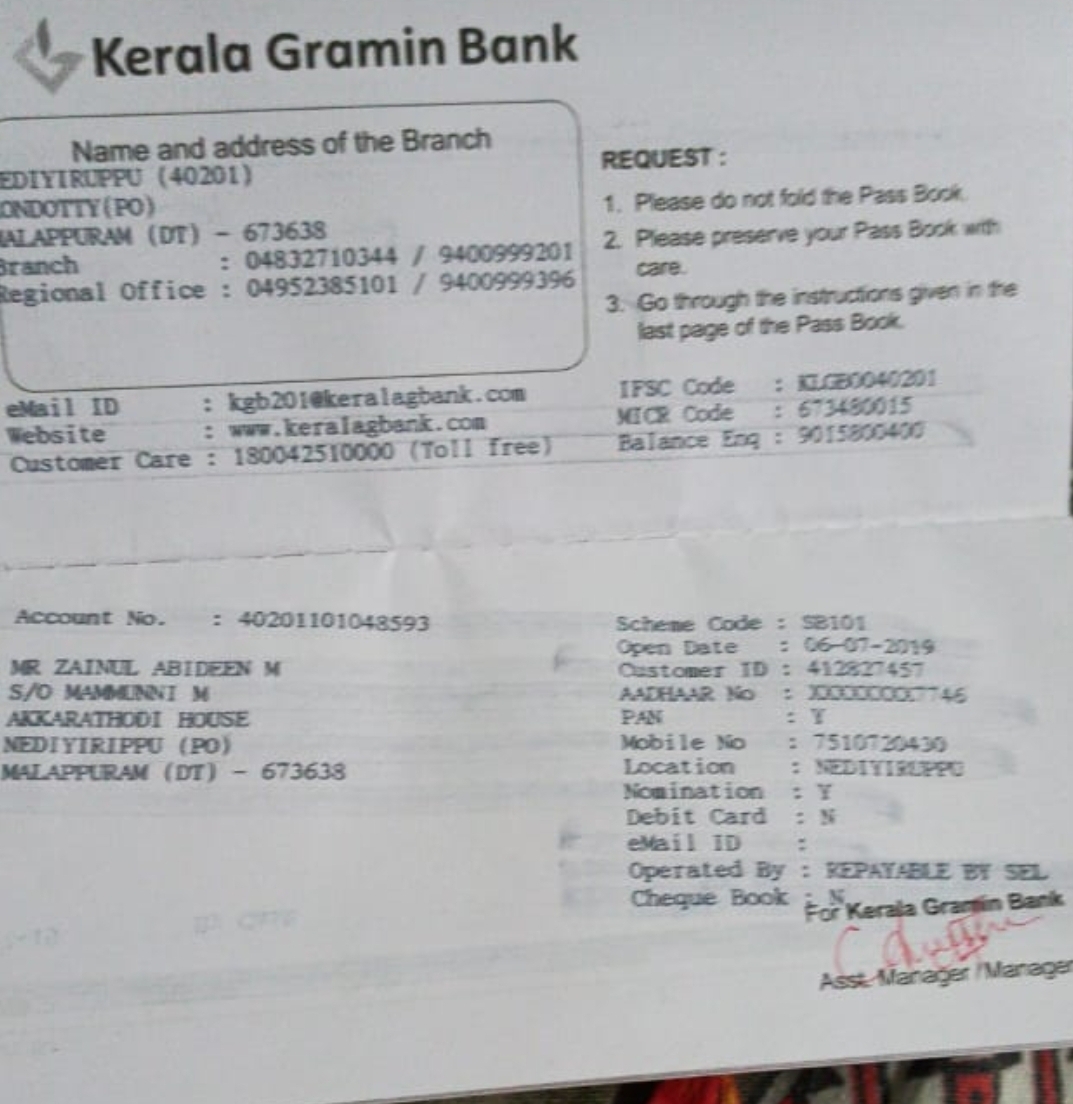 Kerala Gramin Bank
Name and address of the Branch
EDIYIRUPPU (40201)
ONDOTTY(PO)
MALAPPURAM (DT) - 673638
Branch : 04832710344 / 9400999201
Regional Office : 04952385101 / 9400999396
eMail ID : kgb201@keralagbank.com
Website : www.keralagbank.com
Customer Care : 180042510000 (Toll free)
REQUEST :
1. Please do not fold the Pass Book.
2. Please preserve your Pass Book with
care.
3. Go through the instructions given in the
last page of the Pass Book.
IFSC Code : KLGB0040201
MICR Code : 673480015
Balance Enq : 9015800400
Account No. : 40201101048593
MR ZAINUL ABIDEEN M
S/O MAMMUNNI M
AKKARATHODI HOUSE
NEDIYIRIPPU (PO)
MALAPPURAM (DT) - 673638
Scheme Code : SB101
Open Date : 06-07-2019
Customer ID : 412827457
AADHAAR No : XXXXXXXX7746
PAN : Y
Mobile No : 7510720430
Location : NEDIYIRUPPU
Nomination : Y
Debit Card : N
eMail ID :
Operated By : REPAYABLE BY SEL
Cheque Book : N
For Kerala Gramin Bank
Asst. Manager / Manager